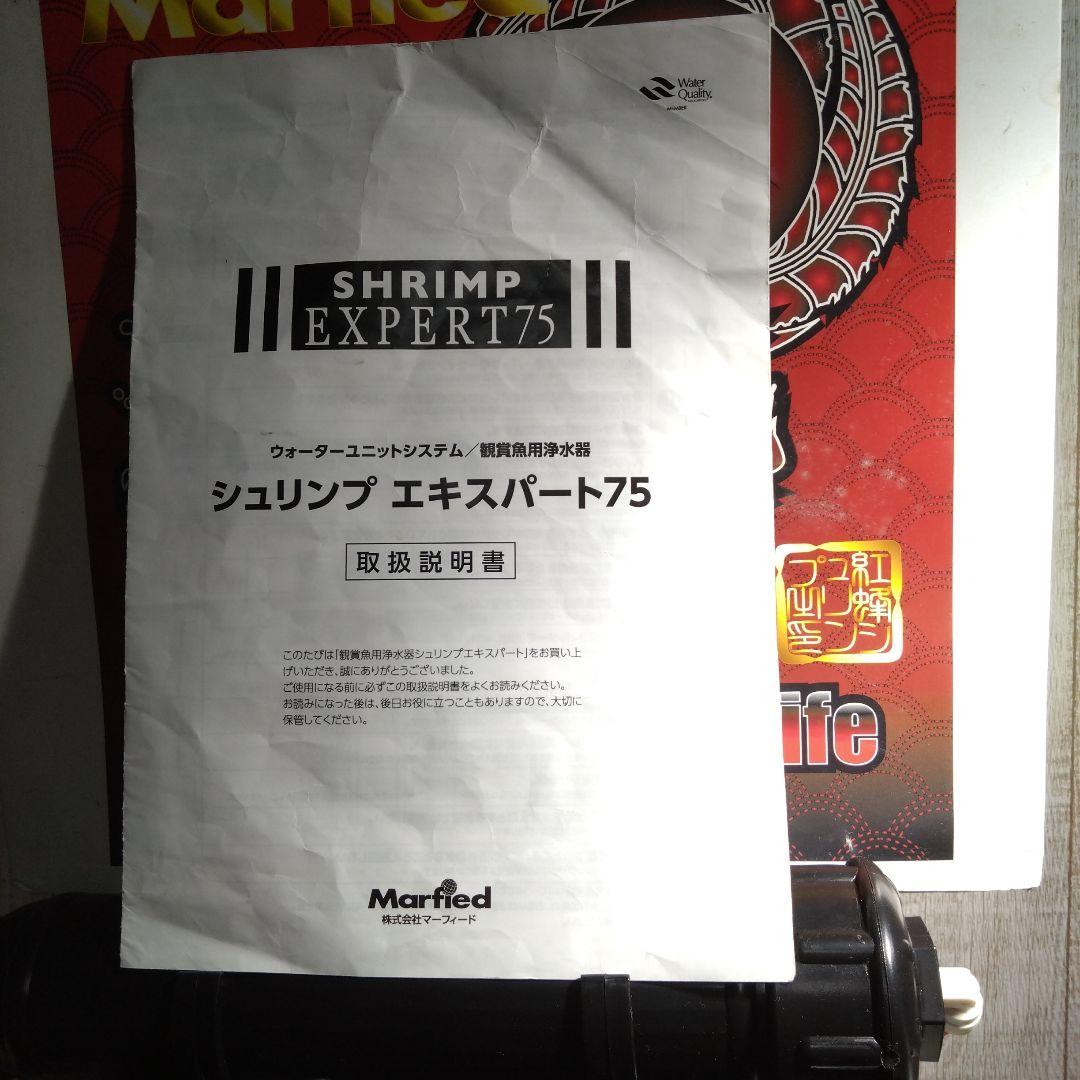 Marfied
Water
Quality
MEMBER
SHRIMP
EXPERT75
ウォーターユニットシステム/観賞魚用浄水器
シュリンプ エキスパート75
取扱説明書
このたびは「観賞魚用浄水器シュリンプエキスパート」をお買い上
げいただき、誠にありがとうございました。
ご使用になる前に必ずこの取扱説明書をよくお読みください。
お読みになった後は、後日お役に立つこともありますので、大切に
保管してください。
紅蜂シ
ュリン
プ之印
ife
Marfied
株式会社マーフィード